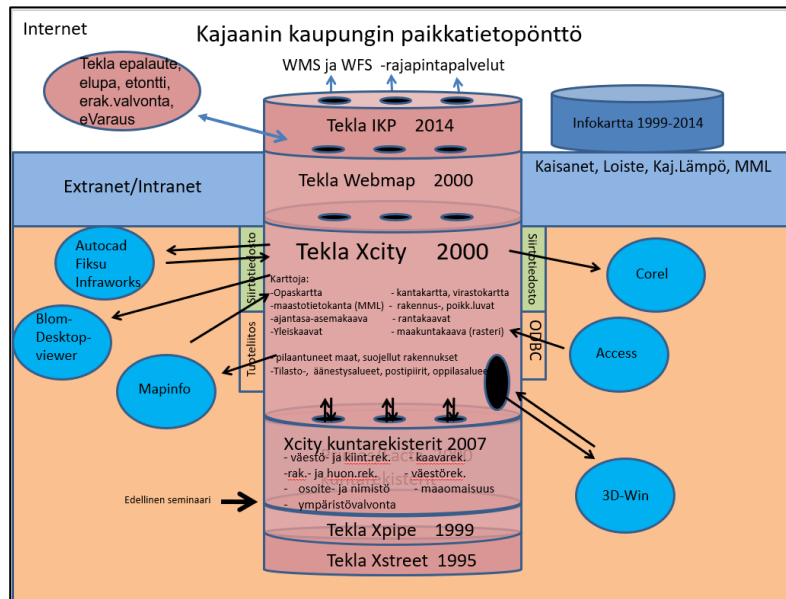 Internet
Kajaanin kaupungin paikkatietopönttö
Tekla epalaute,
elupa, etontti,
erak.valvonta,
eVaraus
WMS ja WFS -rajapintapalvelut
Tekla IKP 2014
Infokartta 1999-2014
Extranet/Intranet
Tekla Webmap 2000
Kaisanet, Loiste, Kaj.Lämpö, MML
Siirtotiedosto
Tekla Xcity 2000
Siirtotiedosto
Autocad
Fiksu
Infraworks
Corel
Karttoja:
-Opaskartta
- kantakartta, virastokartta
-maastotietokanta (MML)
- rakennus-, poikk.luvat
-ajantasa-asemakaava
- rantakaavat
-Yleiskaavat
- maakuntakaava (rasteri)
Blom-
Desktop-
viewer
Tuoteliitos
ODBC
Access
-pilaantuneet maat, suojellut rakennukset
-Tilasto-, äänestysalueet, postipiirit, oppilasalueet
Mapinfo
Xcity kuntarekisterit 2007
- väestö- ja kiint.rek.
- kaavarek.
-rak.- ja huon.rek.
- väestörek.
- osoite- ja nimistö
- maaomaisuus
- ympäristövalvonta
kuntarekisterit
Edellinen seminaari
3D-Win
Tekla Xpipe 1999
Tekla Xstreet 1995